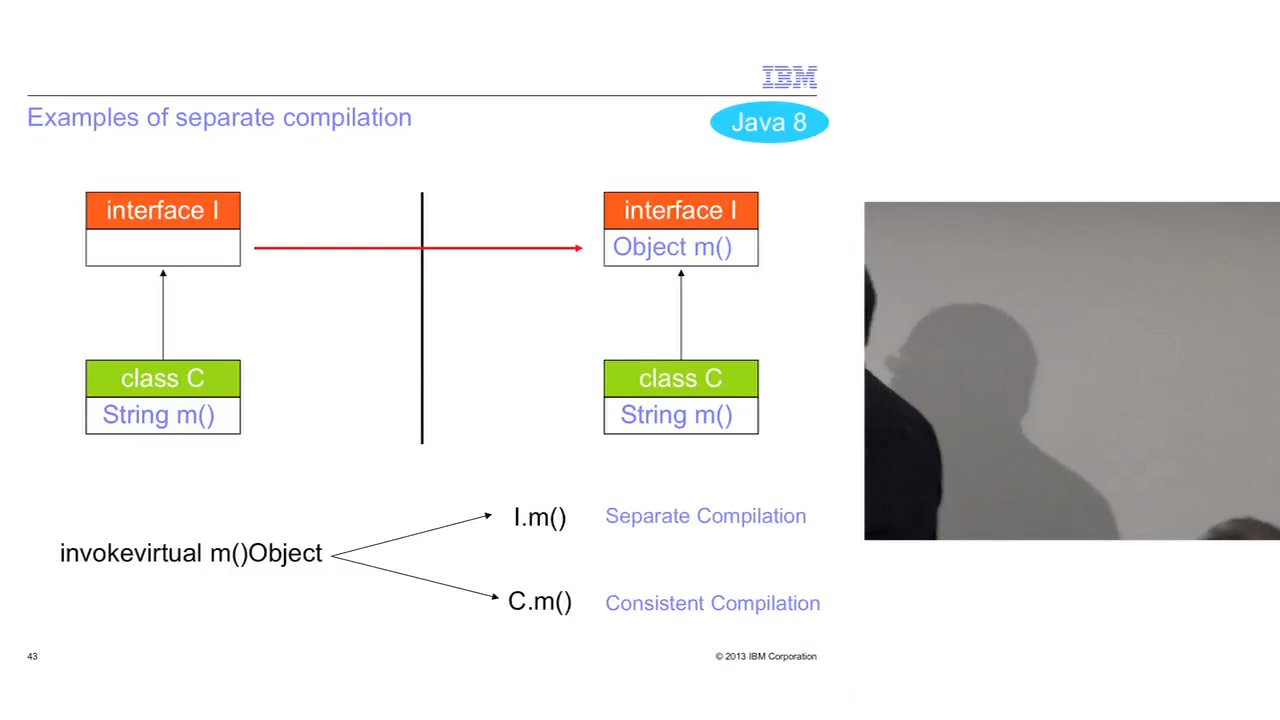 IBM
Examples of separate compilation
Java 8
interface I
interface I
Object m()
class C
class C
String m()
String m()
I.m()
Separate Compilation
invokevirtual m()Object
C.m()
Consistent Compilation
43
© 2013 IBM Corporation